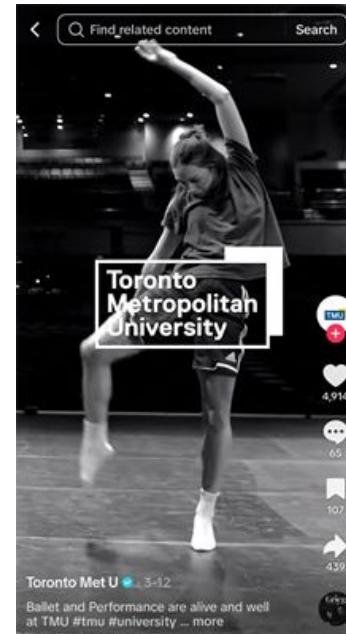 Find related content Search
Toronto
Metropolitan
University
TMU
4,914
65
107
439
Toronto Met U 3-12
Ballet and Performance are alive and well
at TMU #tmu #university ... more